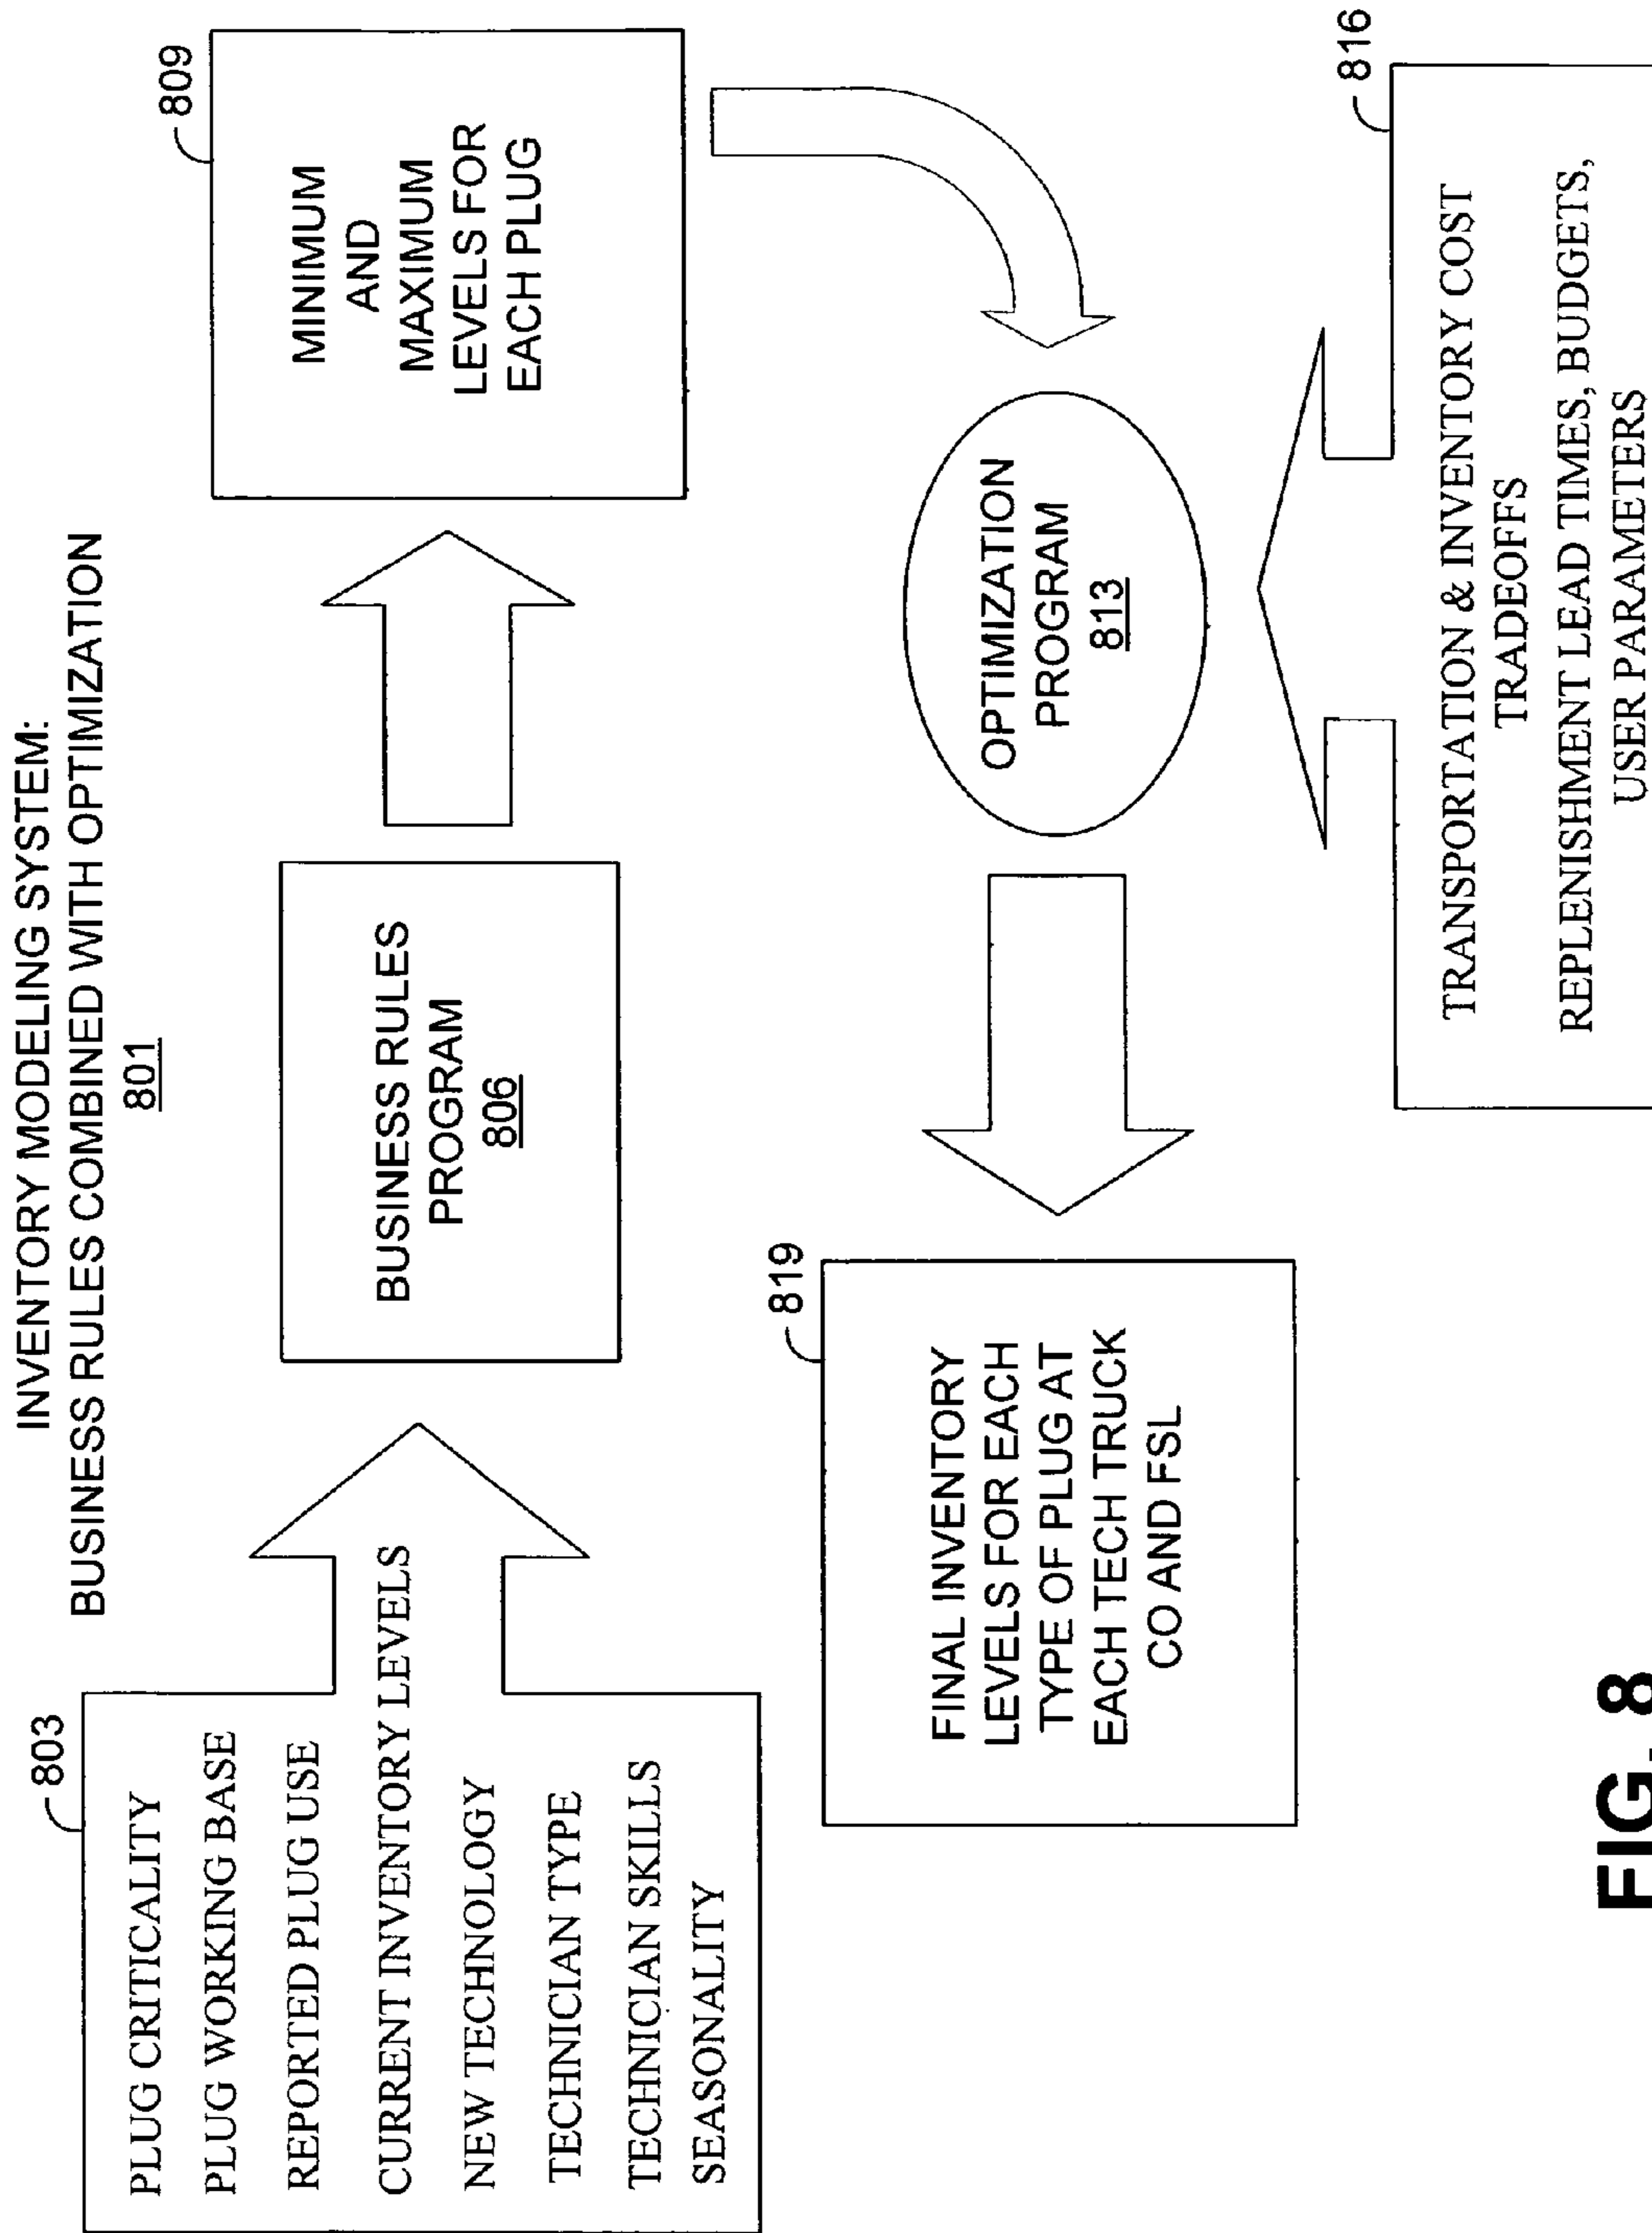 INVENTORY MODELING SYSTEM:
BUSINESS RULES COMBINED WITH OPTIMIZATION
801
803
PLUG CRITICALITY
PLUG WORKING BASE
REPORTED PLUG USE
CURRENT INVENTORY LEVELS
NEW TECHNOLOGY
TECHNICIAN TYPE
TECHNICIAN SKILLS
SEASONALITY
BUSINESS RULES
PROGRAM
806
809
MINIMUM
AND
MAXIMUM
LEVELS FOR
EACH PLUG
OPTIMIZATION
PROGRAM
813
816
TRANSPORTATION & INVENTORY COST
TRADEOFFS
REPLENISHMENT LEAD TIMES, BUDGETS,
USER PARAMETERS
819
FINAL INVENTORY
LEVELS FOR EACH
TYPE OF PLUG AT
EACH TECH TRUCK
CO AND FSL
FIG. 8